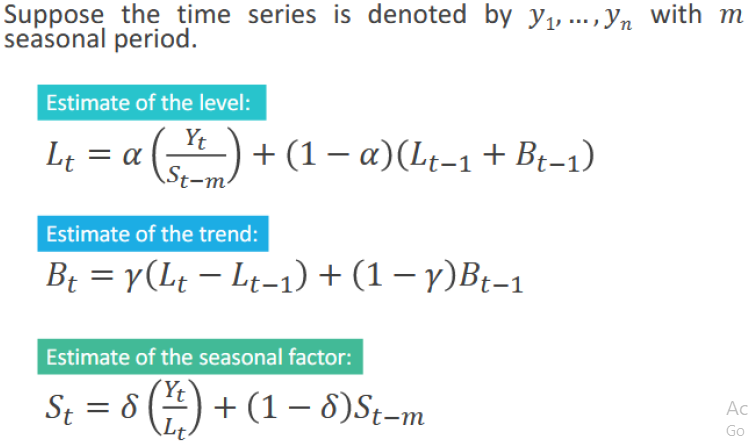 Suppose the time series is denoted by y₁, ..., yₙ with m
seasonal period.
Estimate of the level:
Lₜ = α (Yₜ / Sₜ₋ₘ) + (1 − α)(Lₜ₋₁ + Bₜ₋₁)
Estimate of the trend:
Bₜ = γ(Lₜ − Lₜ₋₁) + (1 − γ)Bₜ₋₁
Estimate of the seasonal factor:
Sₜ = δ (Yₜ / Lₜ) + (1 − δ)Sₜ₋ₘ
Ac
Go